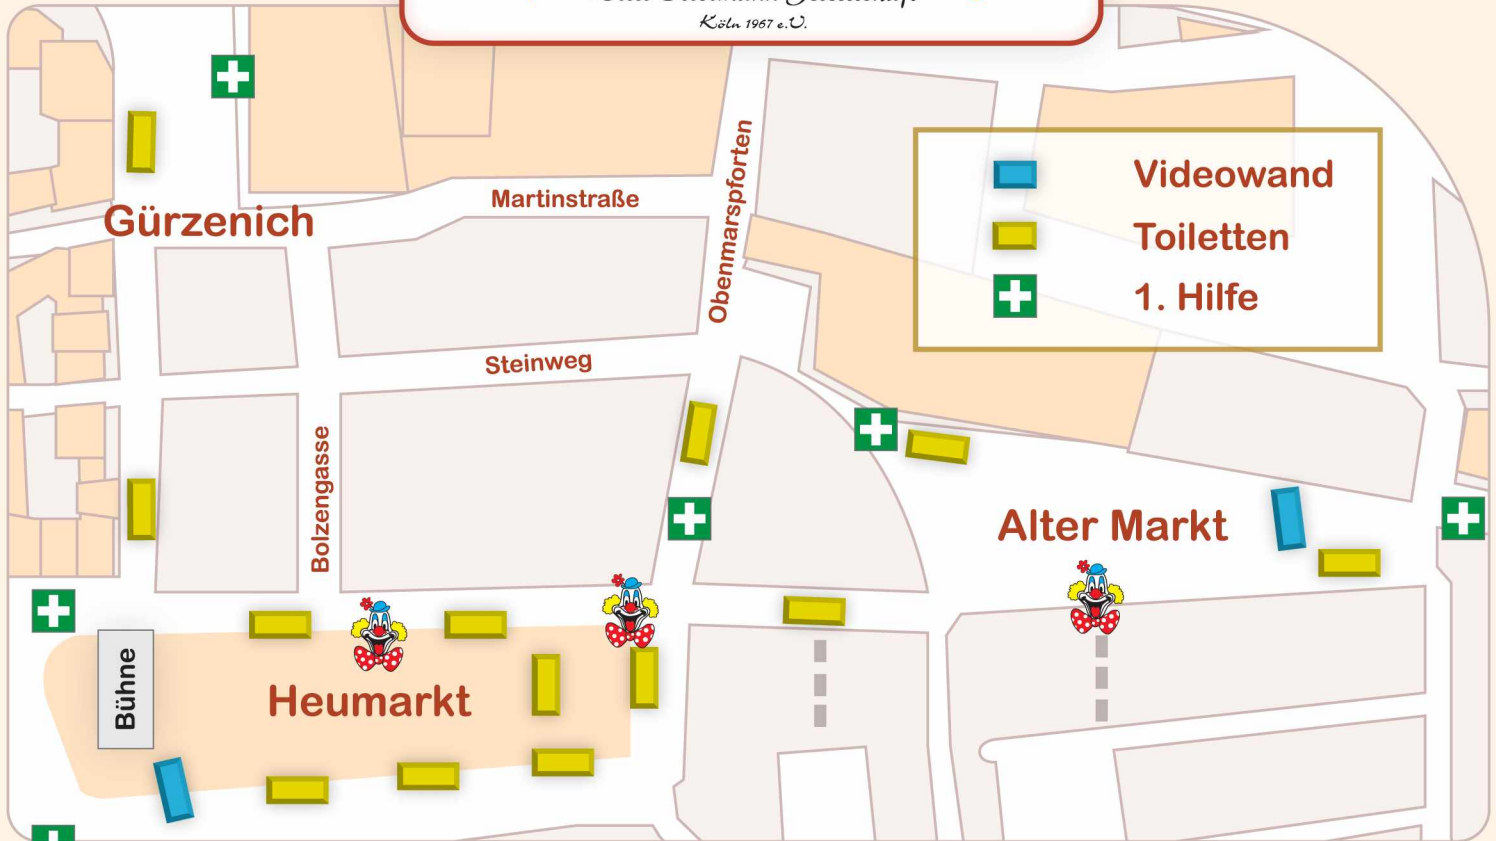 Köln 1967 e.V.
Martinstraße
Obenmarspforten
Videowand
Gürzenich
Toiletten
1. Hilfe
Steinweg
Bolzengasse
Alter Markt
Bühne
Heumarkt